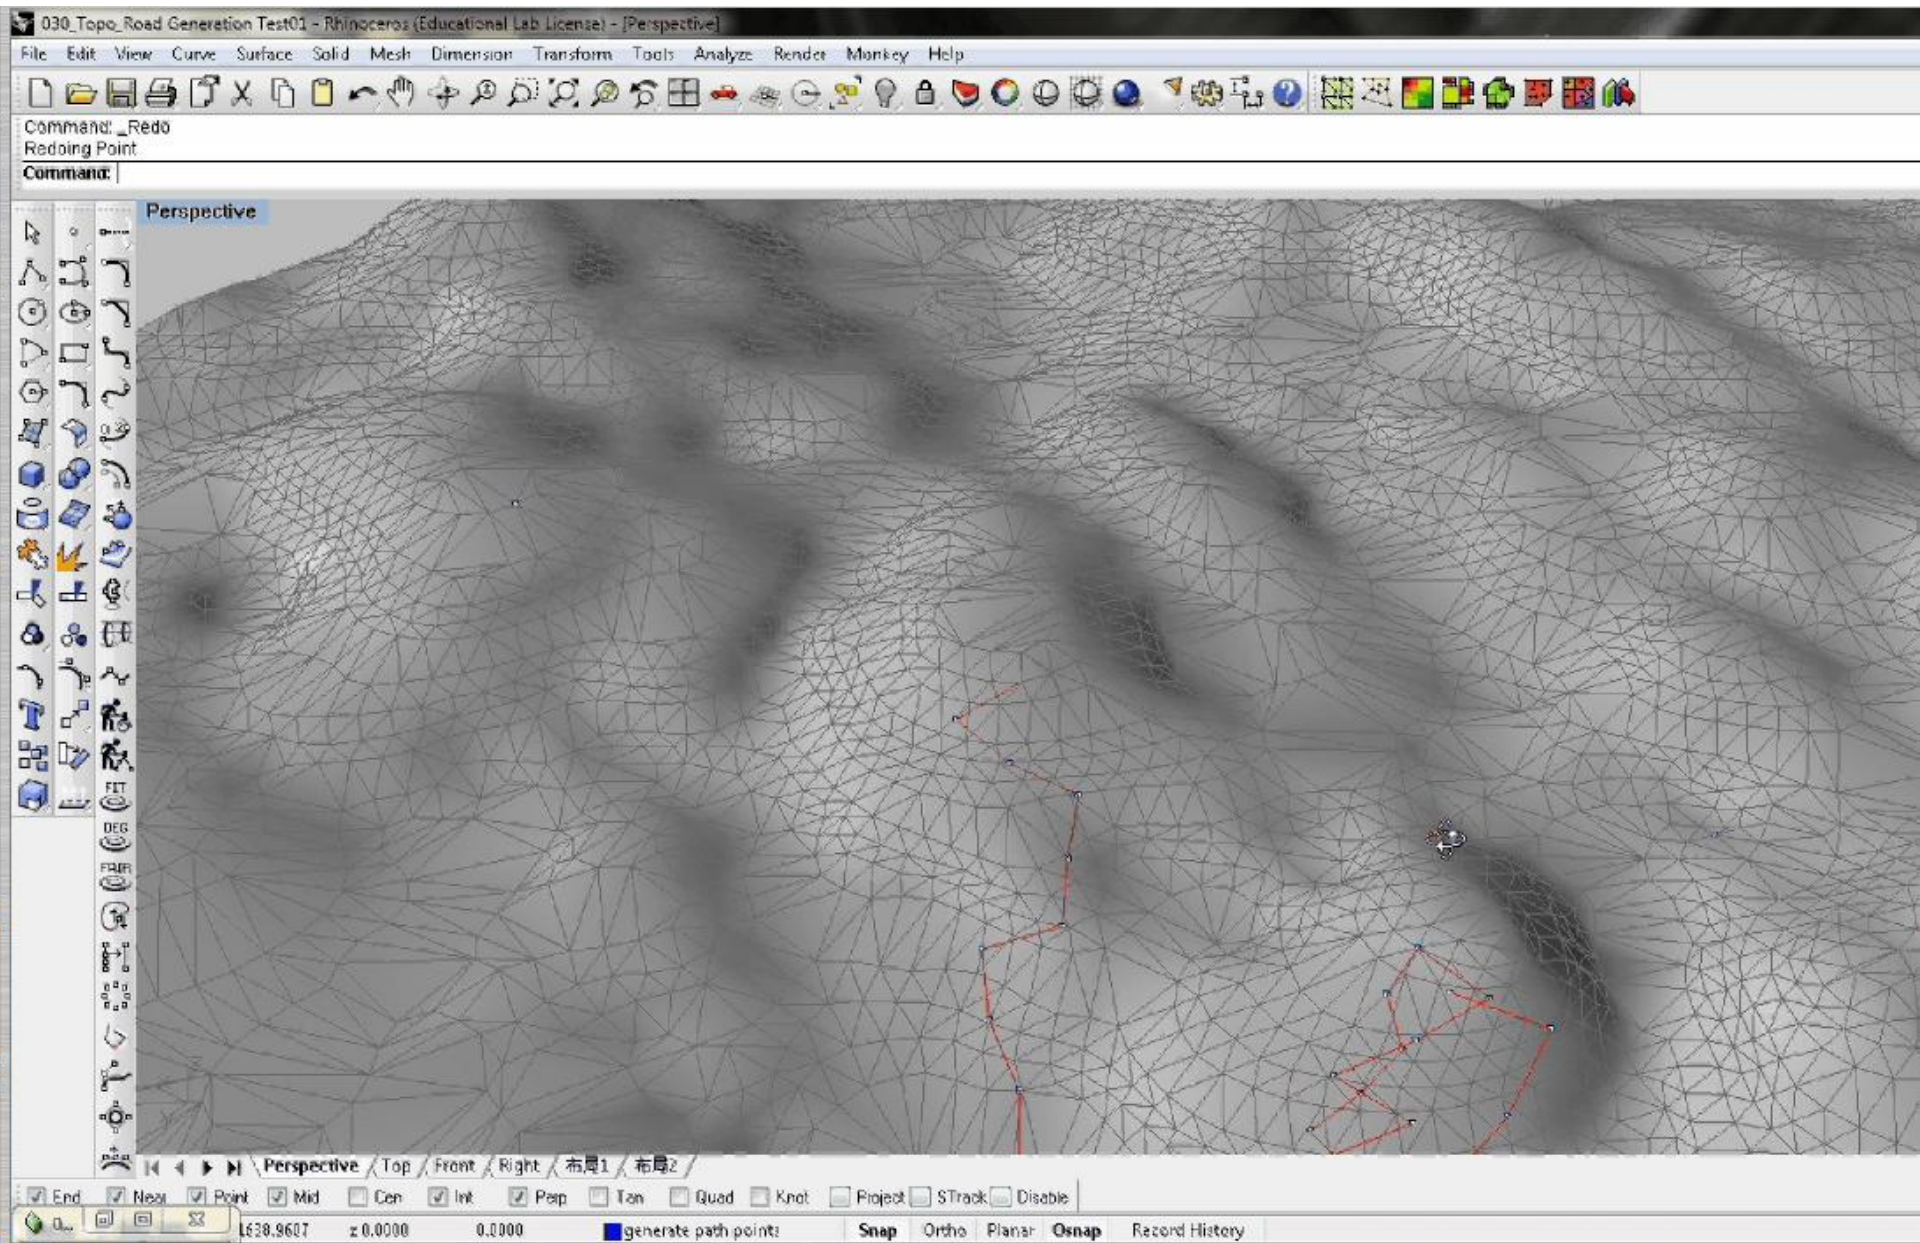 030_Topo_Road Generation Test01 - Rhinoceros (Educational Lab License) - [Perspective]
File Edit View Curve Surface Solid Mesh Dimension Transform Tools Analyze Render Monkey Help
Command: _Redo
Redoing Point
Command:
Perspective
FIT
DEG
FAIR
Perspective Top Front Right 布局1 布局2
End Near Point Mid Cen Int Perp Tan Quad Knot Project STrack Disable
0... 1638.9607 z 0.0000 0.0000 generate path points Snap Ortho Planar Osnap Record History